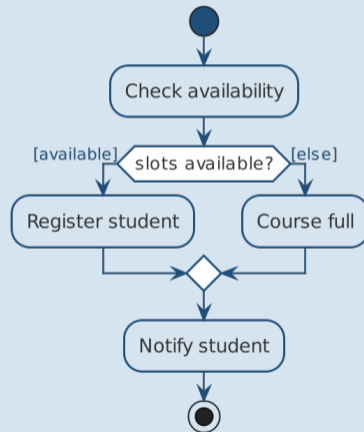 Check availability
[available]
slots available?
[else]
Register student
Course full
Notify student